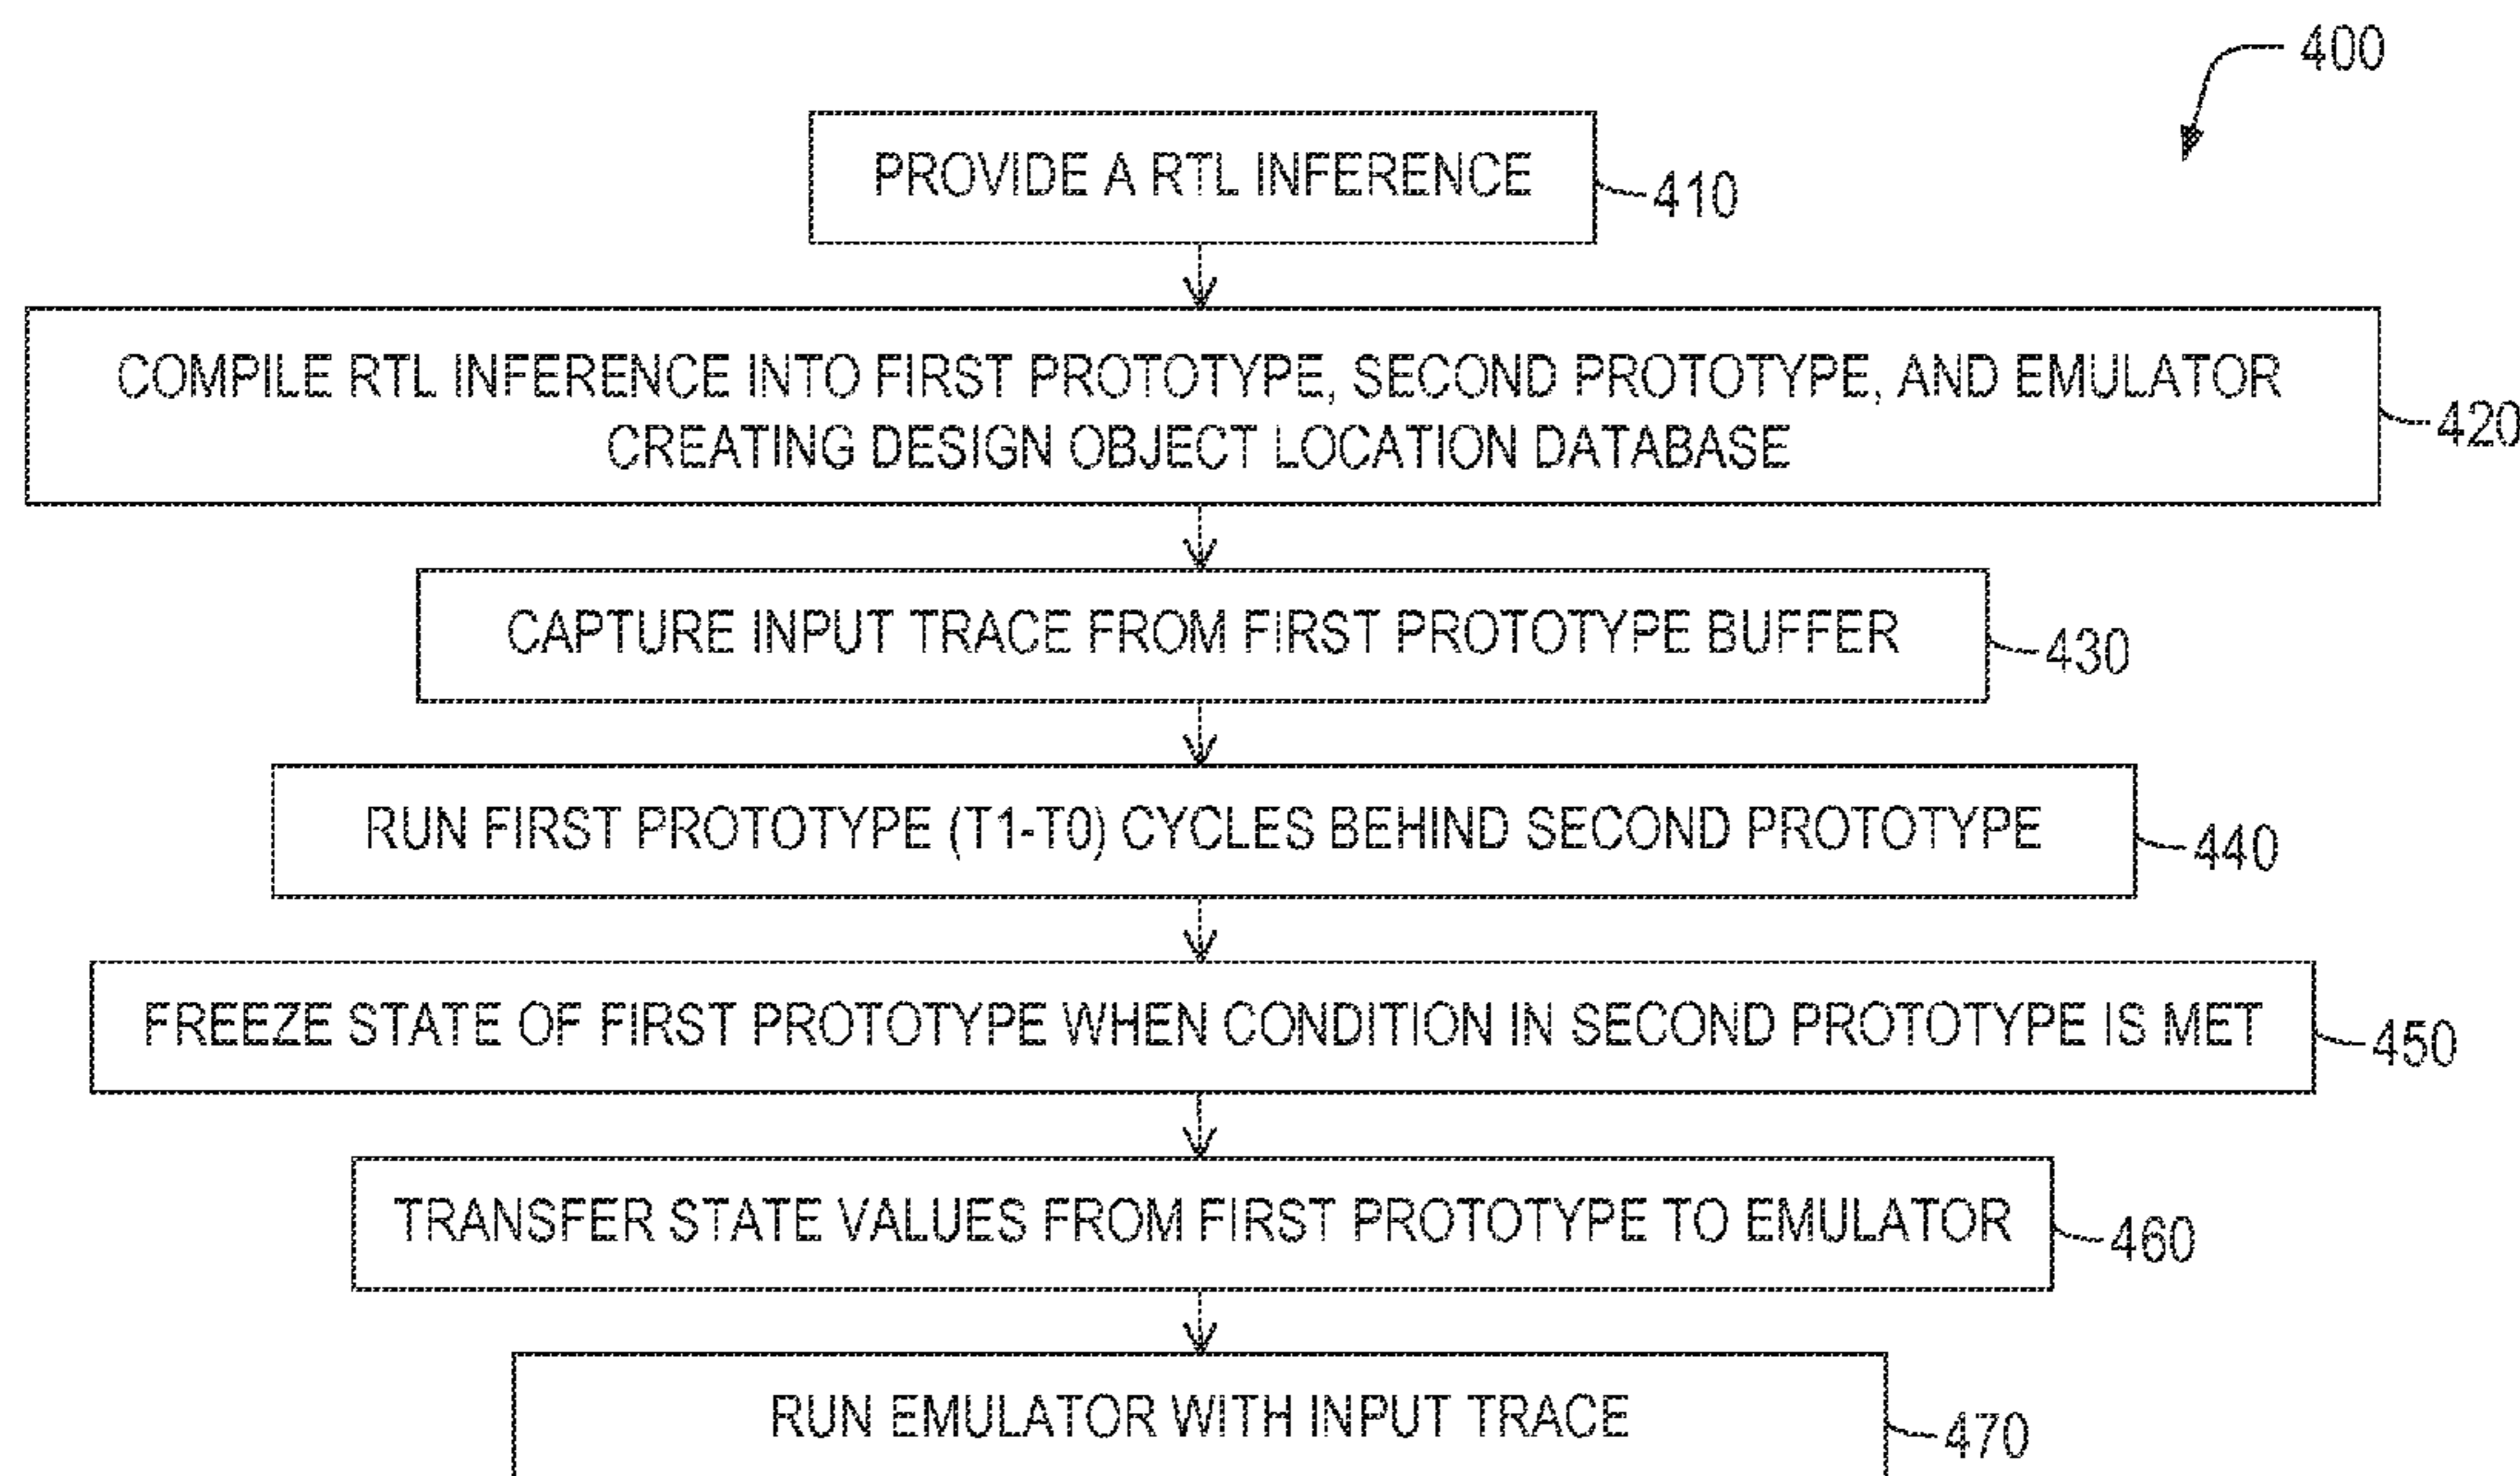 400
PROVIDE A RTL INFERENCE
410
COMPILE RTL INFERENCE INTO FIRST PROTOTYPE, SECOND PROTOTYPE, AND EMULATOR
CREATING DESIGN OBJECT LOCATION DATABASE
420
CAPTURE INPUT TRACE FROM FIRST PROTOTYPE BUFFER
430
RUN FIRST PROTOTYPE (T1-T0) CYCLES BEHIND SECOND PROTOTYPE
440
FREEZE STATE OF FIRST PROTOTYPE WHEN CONDITION IN SECOND PROTOTYPE IS MET
450
TRANSFER STATE VALUES FROM FIRST PROTOTYPE TO EMULATOR
460
RUN EMULATOR WITH INPUT TRACE
470